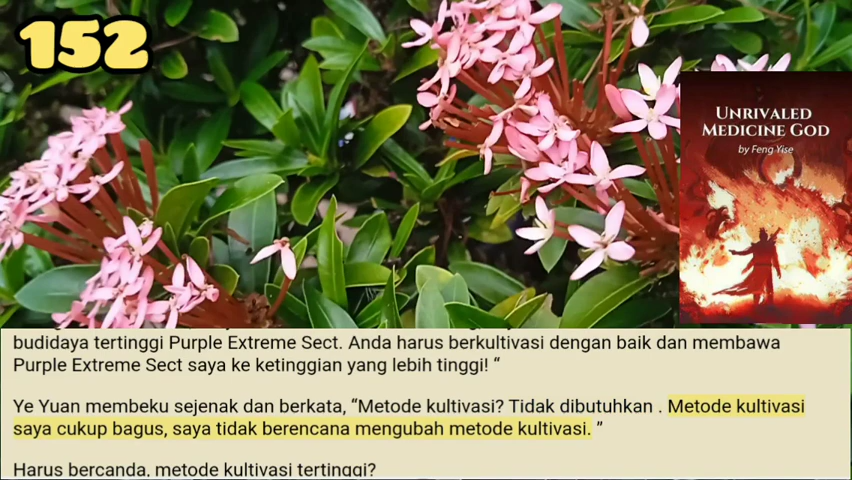 152
UNRIVALED
MEDICINE GOD
by Feng Yise
budidaya tertinggi Purple Extreme Sect. Anda harus berkultivasi dengan baik dan membawa
Purple Extreme Sect saya ke ketinggian yang lebih tinggi! “
Ye Yuan membeku sejenak dan berkata, “Metode kultivasi? Tidak dibutuhkan . Metode kultivasi
saya cukup bagus, saya tidak berencana mengubah metode kultivasi. ”
Harus bercanda, metode kultivasi tertinggi?